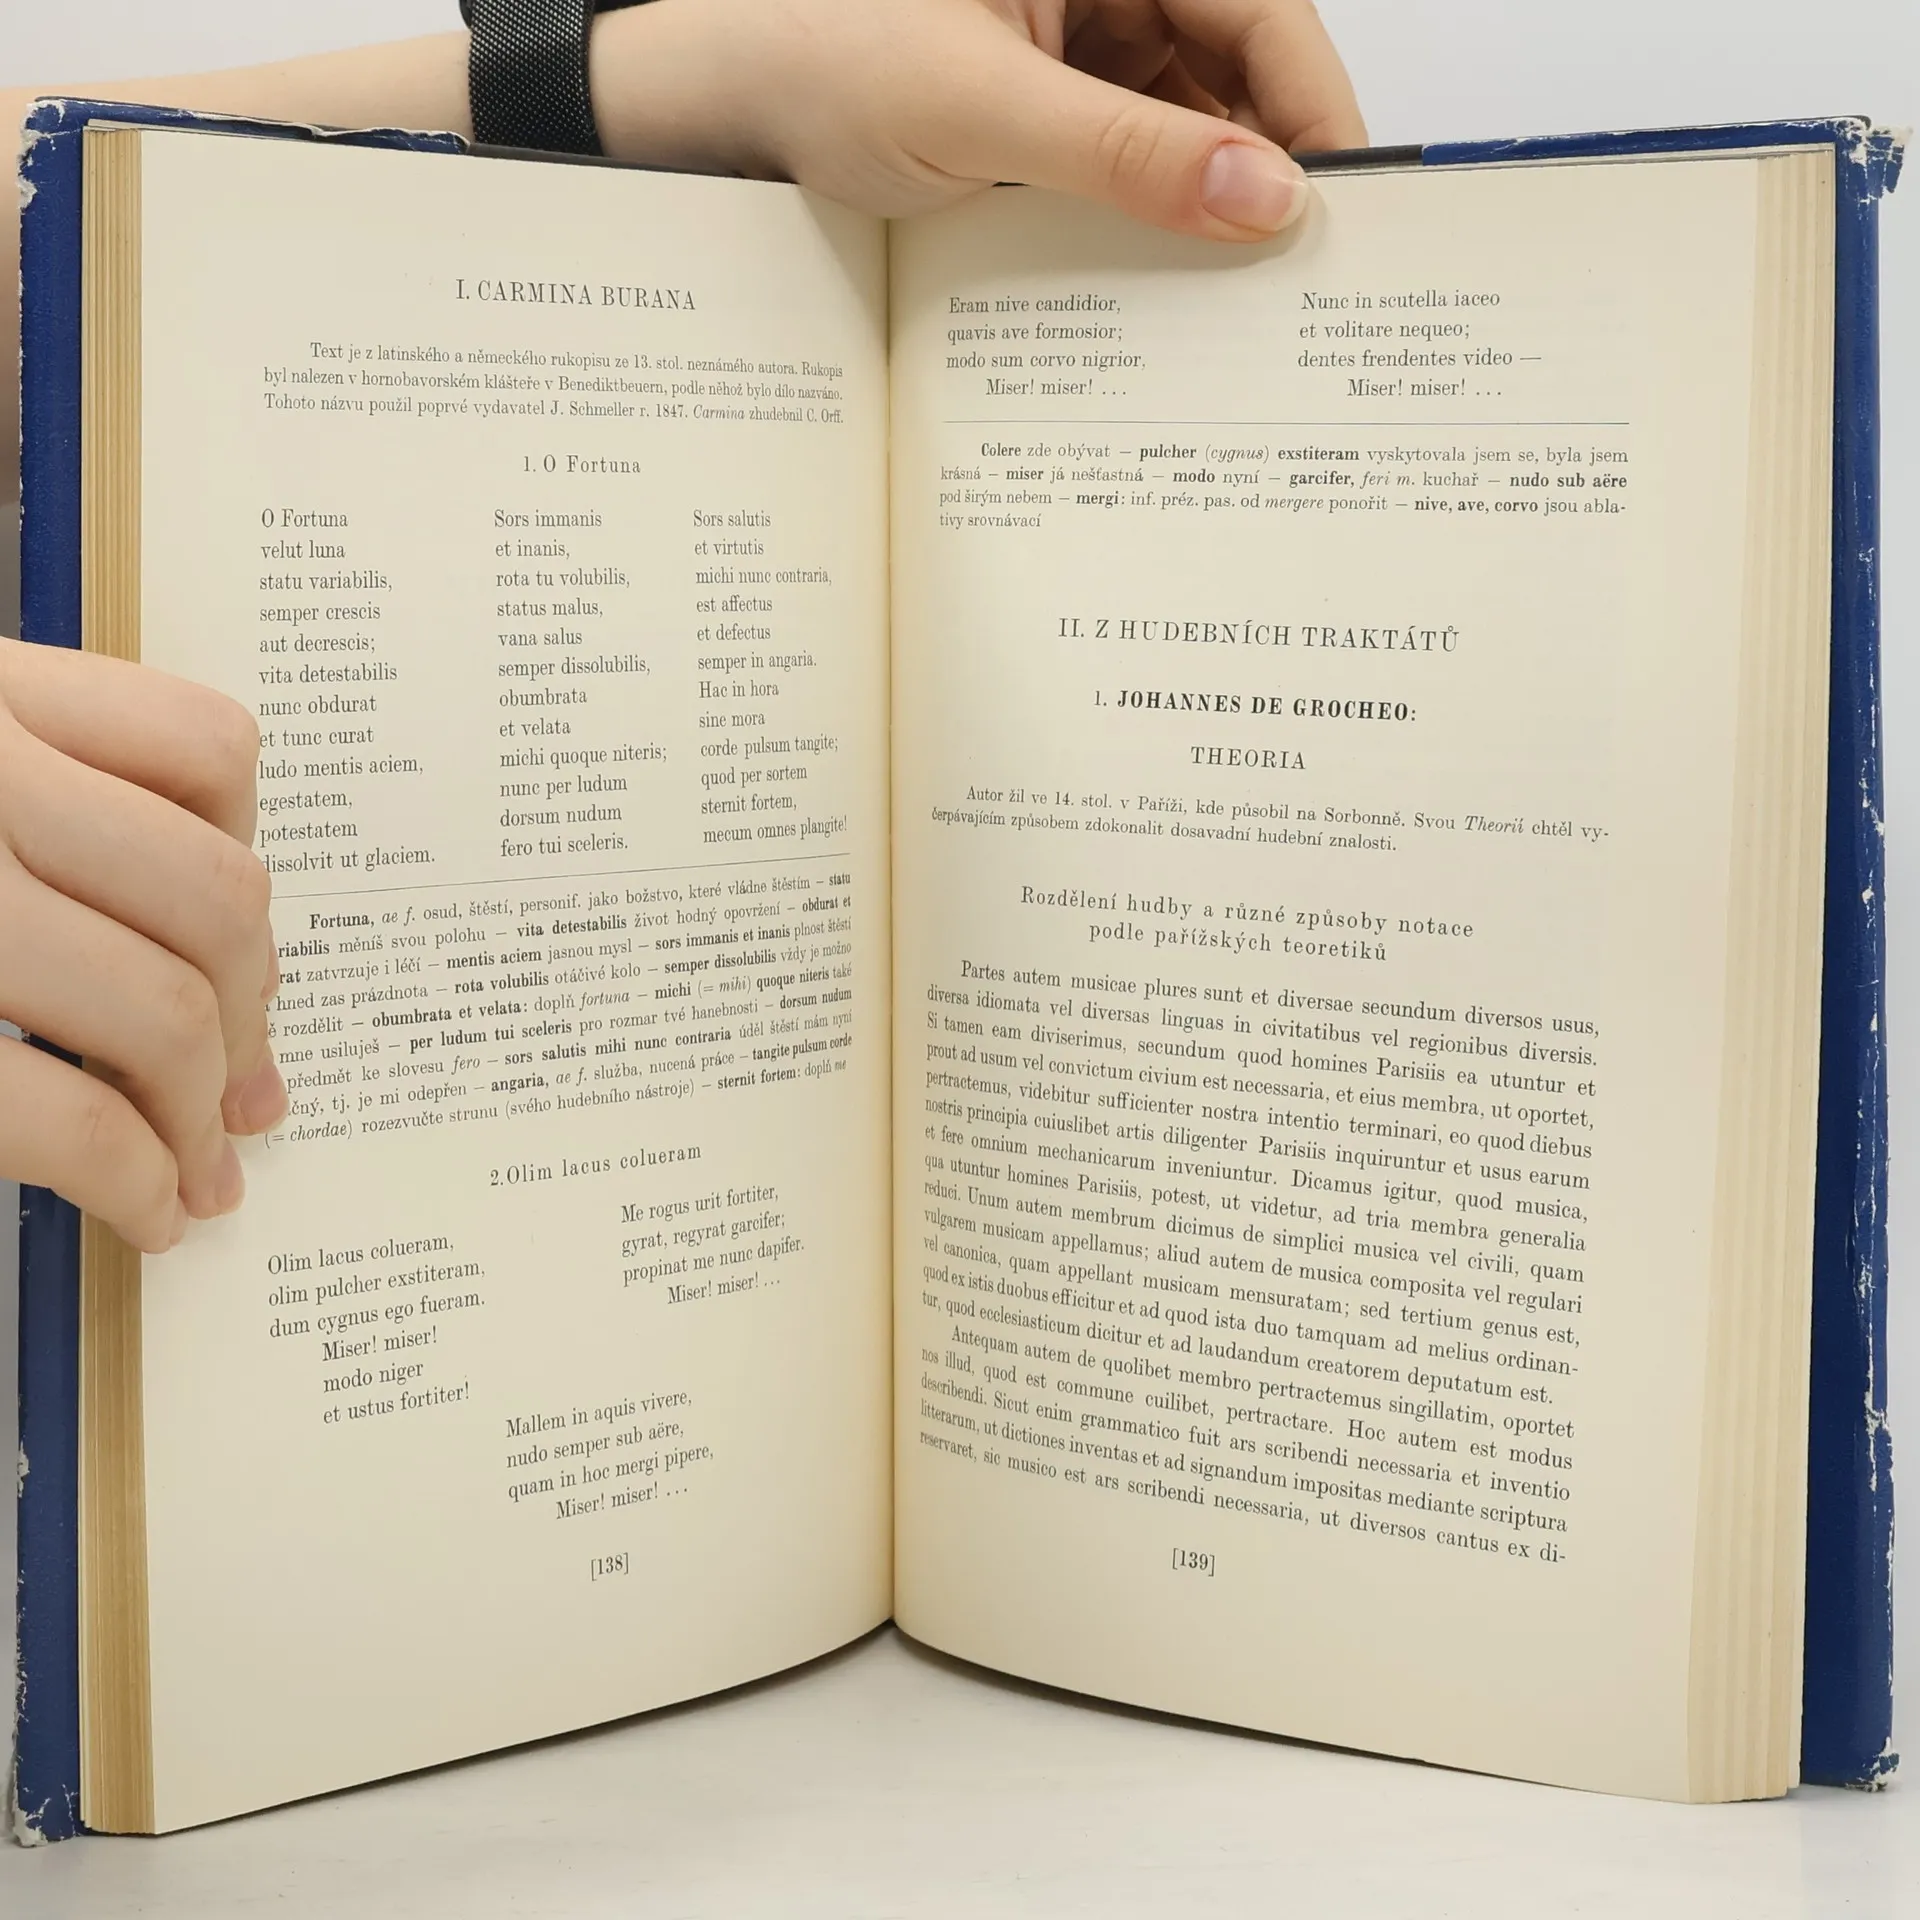 I. CARMINA BURANA
Text je z latinského a německého rukopisu ze 13. stol. neznámého autora. Rukopis
byl nalezen v hornobavorském klášteře v Benediktbeuern, podle něhož bylo dílo nazváno.
Tohoto názvu použil poprvé vydavatel J. Schmeller r. 1847. Carmina zhudebnil C. Orff.
1. O Fortuna
O Fortuna
velut luna
statu variabilis,
semper crescis
aut decrescis;
vita detestabilis
nunc obdurat
et tunc curat
ludo mentis aciem,
egestatem,
potestatem
dissolvit ut glaciem.
Sors immanis
et inanis,
rota tu volubilis,
status malus,
vana salus
semper dissolubilis,
obumbrata
et velata
michi quoque niteris;
nunc per ludum
dorsum nudum
fero tui sceleris.
Sors salutis
et virtutis
michi nunc contraria,
est affectus
et defectus
semper in angaria.
Hac in hora
sine mora
corde pulsum tangite;
quod per sortem
sternit fortem,
mecum omnes plangite!
Fortuna, ae f. osud, štěstí, personif. jako božstvo, které vládne štěstím — statu
riabilis měníš svou polohu — vita detestabilis život hodný opovržení — obdurat et
rat zatvrzuje i léčí — mentis aciem jasnou mysl — sors immanis et inanis plnost štěstí
hned zas prázdnota — rota volubilis otáčivé kolo — semper dissolubilis vždy je možno
ě rozdělit — obumbrata et velata: doplň fortuna — michi (= mihi) quoque niteris také
mne usiluješ — per ludum tui sceleris pro rozmar tvé hanebnosti — dorsum nudum
předmět ke slovesu fero — sors salutis mihi nunc contraria úděl štěstí mám nyní
čný, tj. je mi odepřen — angaria, ae f. služba, nucená práce — tangite pulsum corde
(= chordae) rozezvučte strunu (svého hudebního nástroje) — sternit fortem: doplň me
2. Olim lacus colueram
Olim lacus colueram,
olim pulcher exstiteram,
dum cygnus ego fueram.
Miser! miser!
modo niger
et ustus fortiter!
Me rogus urit fortiter,
gyrat, regyrat garcifer;
propinat me nunc dapifer.
Miser! miser! ...
Mallem in aquis vivere,
nudo semper sub aëre,
quam in hoc mergi pipere,
Miser! miser! ...
[138]
Eram nive candidior,
quavis ave formosior;
modo sum corvo nigrior,
Miser! miser! ...
Nunc in scutella iaceo
et volitare nequeo;
dentes frendentes video —
Miser! miser! ...
Colere zde obývat — pulcher (cygnus) exstiteram vyskytovala jsem se, byla jsem
krásná — miser já nešťastná — modo nyní — garcifer, feri m. kuchař — nudo sub aëre
pod širým nebem — mergi: inf. préz. pas. od mergere ponořit — nive, ave, corvo jsou abla-
tivy srovnávací
II. Z HUDEBNÍCH TRAKTÁTŮ
1. JOHANNES DE GROCHEO:
THEORIA
Autor žil ve 14. stol. v Paříži, kde působil na Sorbonně. Svou Theorií chtěl vy-
čerpávajícím způsobem zdokonalit dosavadní hudební znalosti.
Rozdělení hudby a různé způsoby notace
podle pařížských teoretiků
Partes autem musicae plures sunt et diversae secundum diversos usus,
diversa idiomata vel diversas linguas in civitatibus vel regionibus diversis.
Si tamen eam diviserimus, secundum quod homines Parisiis ea utuntur et
prout ad usum vel convictum civium est necessaria, et eius membra, ut oportet,
pertractemus, videbitur sufficienter nostra intentio terminari, eo quod diebus
nostris principia cuiuslibet artis diligenter Parisiis inquiruntur et usus earum
et fere omnium mechanicarum inveniuntur. Dicamus igitur, quod musica,
qua utuntur homines Parisiis, potest, ut videtur, ad tria membra generalia
reduci. Unum autem membrum dicimus de simplici musica vel civili, quam
vulgarem musicam appellamus; aliud autem de musica composita vel regulari
vel canonica, quam appellant musicam mensuratam; sed tertium genus est,
quod ex istis duobus efficitur et ad quod ista duo tamquam ad melius ordinan-
tur, quod ecclesiasticum dicitur et ad laudandum creatorem deputatum est.
Antequam autem de quolibet membro pertractemus singillatim, oportet
nos illud, quod est commune cuilibet, pertractare. Hoc autem est modus
describendi. Sicut enim grammatico fuit ars scribendi necessaria et inventio
litterarum, ut dictiones inventas et ad signandum impositas mediante scriptura
reservaret, sic musico est ars scribendi necessaria, ut diversos cantus ex di-
[139]